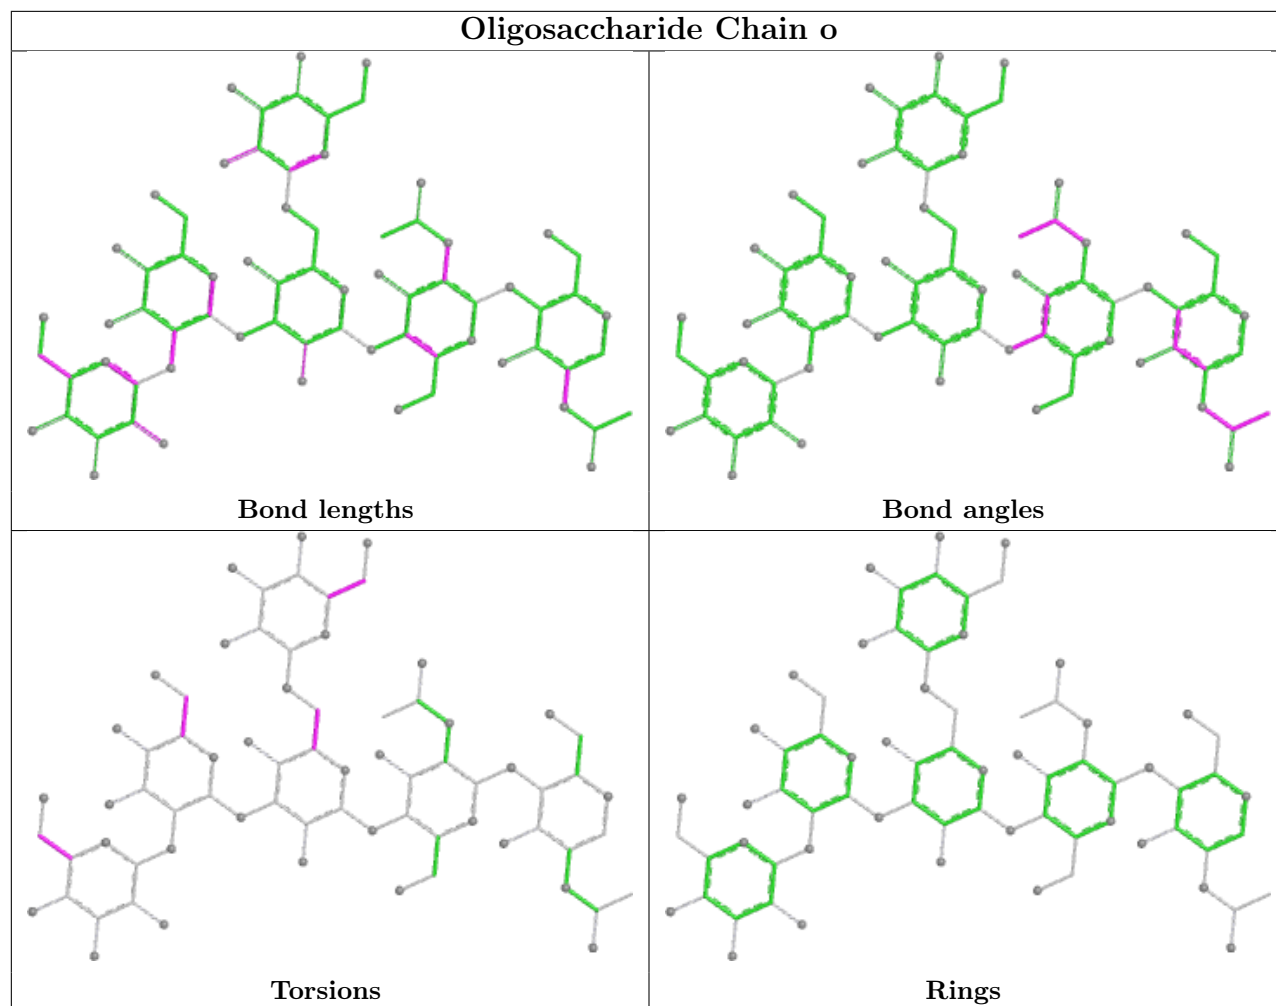 Oligosaccharide Chain o
Bond lengths
Bond angles
Torsions
Rings